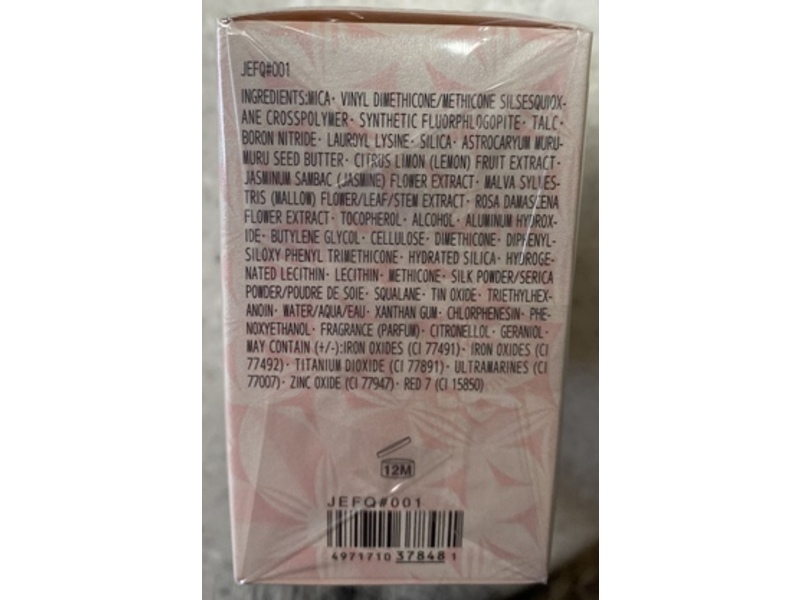 JEFQ#001
INGREDIENTS:MICA· VINYL DIMETHICONE/METHICONE SILSESQUIOX-
ANE CROSSPOLYMER· SYNTHETIC FLUORPHLOGOPITE· TALC·
BORON NITRIDE· LAUROYL LYSINE· SILICA· ASTROCARYUM MURU-
MURU SEED BUTTER· CITRUS LIMON (LEMON) FRUIT EXTRACT·
JASMINUM SAMBAC (JASMINE) FLOWER EXTRACT· MALVA SYLVES-
TRIS (MALLOW) FLOWER/LEAF/STEM EXTRACT· ROSA DAMASCENA
FLOWER EXTRACT· TOCOPHEROL· ALCOHOL· ALUMINUM HYDROX-
IDE· BUTYLENE GLYCOL· CELLULOSE· DIMETHICONE· DIPHENYL-
SILOXY PHENYL TRIMETHICONE· HYDRATED SILICA· HYDROGE-
NATED LECITHIN· LECITHIN· METHICONE· SILK POWDER/SERICA
POWDER/POUDRE DE SOIE· SQUALANE· TIN OXIDE· TRIETHYLHEX-
ANOIN· WATER/AQUA/EAU· XANTHAN GUM· CHLORPHENESIN· PHE-
NOXYETHANOL· FRAGRANCE (PARFUM)· CITRONELLOL· GERANIOL·
MAY CONTAIN (+/-):IRON OXIDES (CI 77491)· IRON OXIDES (CI
77492)· TITANIUM DIOXIDE (CI 77891)· ULTRAMARINES (CI
77007)· ZINC OXIDE (CI 77947)· RED 7 (CI 15850)
12M
JEFQ#001
4971710 37848 1